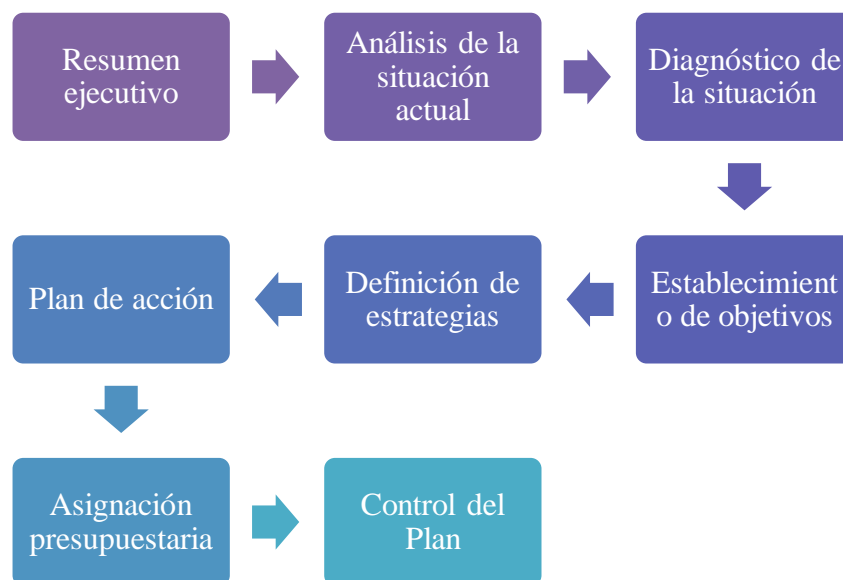 Resumen
ejecutivo
Análisis de la
situación
actual
Diagnóstico de
la situación
Establecimient
o de objetivos
Definición de
estrategias
Plan de acción
Asignación
presupuestaria
Control del
Plan